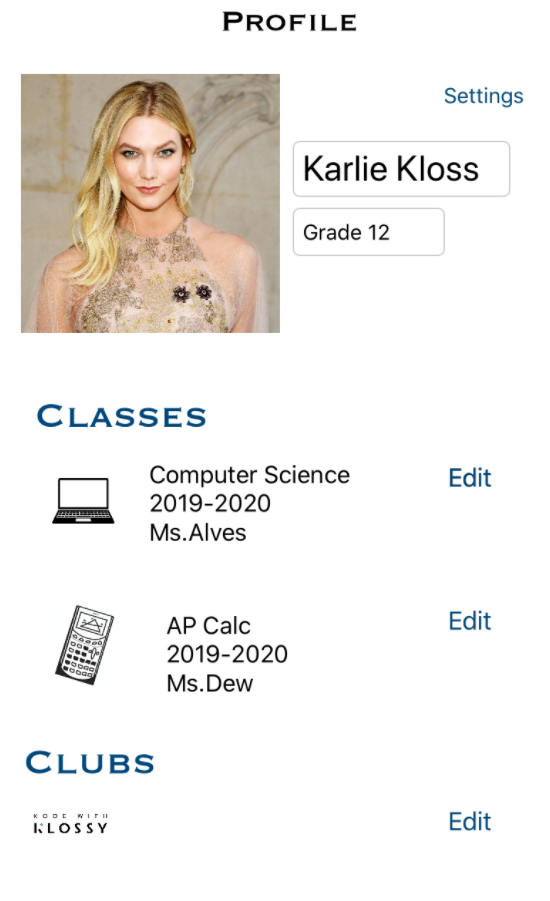 PROFILE
Settings
Karlie Kloss
Grade 12
CLASSES
Computer Science
2019-2020
Ms.Alves
Edit
AP Calc
2019-2020
Ms.Dew
Edit
CLUBS
KODE WITH
KLOSSY
Edit